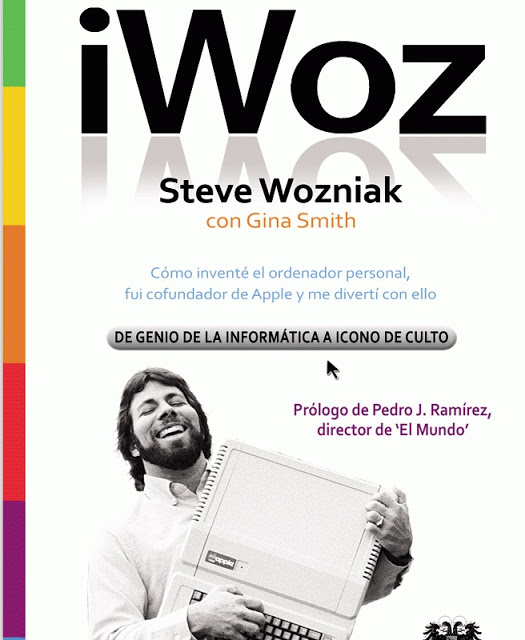 iWoz
Steve Wozniak
con Gina Smith
Cómo inventé el ordenador personal,
fui cofundador de Apple y me divertí con ello
DE GENIO DE LA INFORMÁTICA A ICONO DE CULTO
Prólogo de Pedro J. Ramírez,
director de ‘El Mundo’
apple